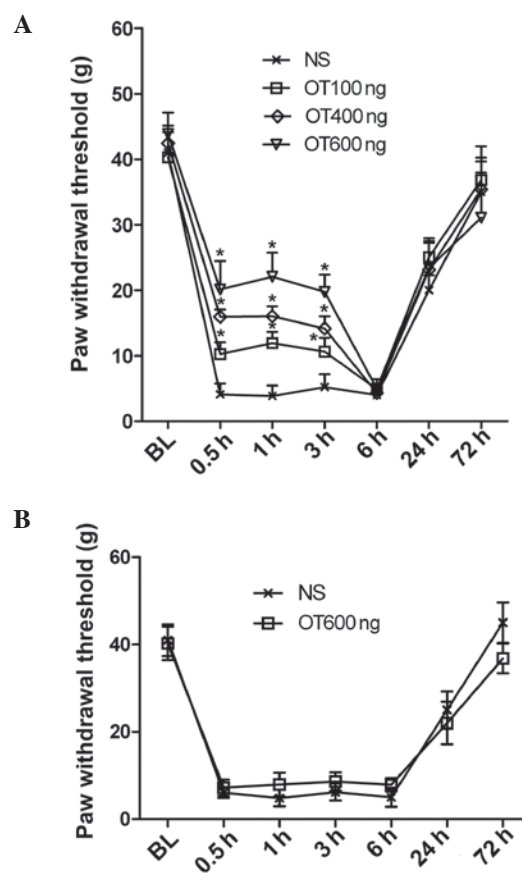 A
Paw withdrawal threshold (g)
60
50
40
30
20
10
0
NS
OT100 ng
OT400 ng
OT600 ng
* * *
* * *
* * *
BL 0.5 h 1 h 3 h 6 h 24 h 72 h
B
Paw withdrawal threshold (g)
60
40
20
0
NS
OT600 ng
BL 0.5 h 1 h 3 h 6 h 24 h 72 h